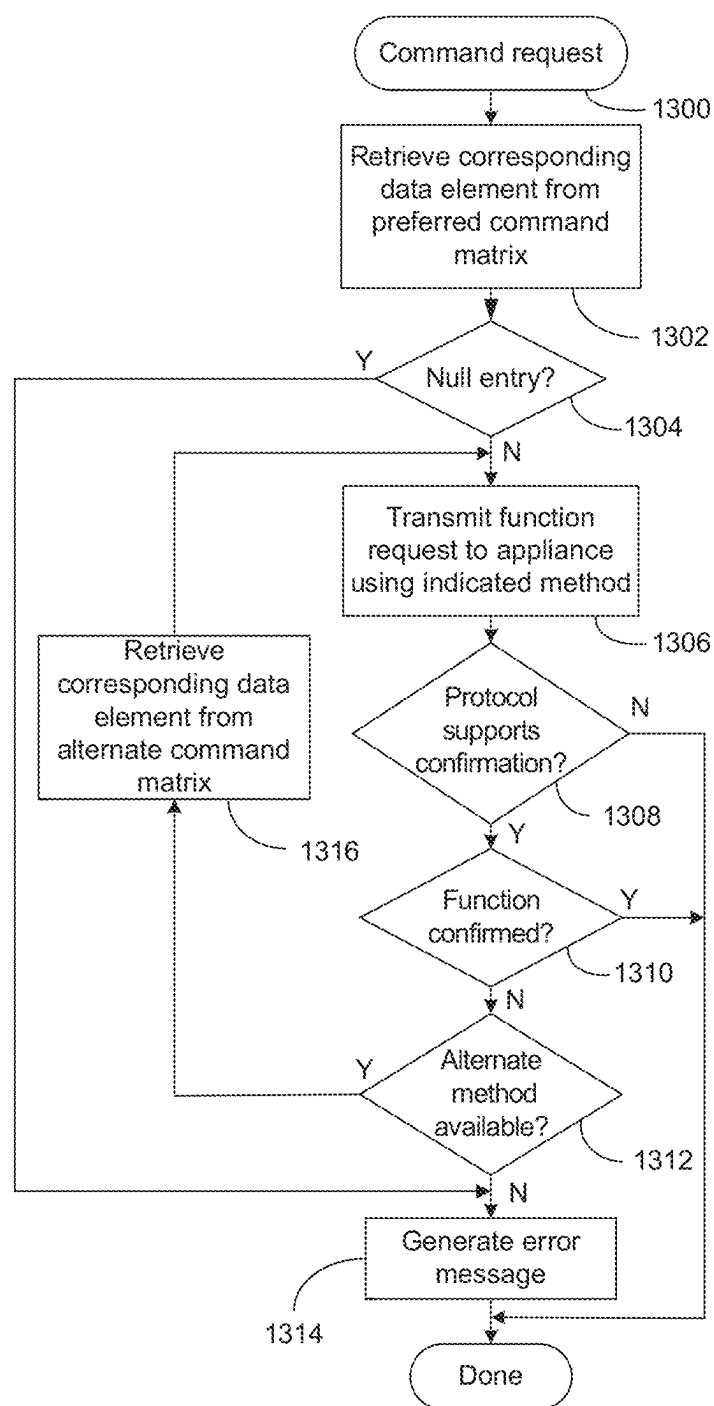 Command request
1300
Retrieve corresponding
data element from
preferred command
matrix
1302
Y
Null entry?
1304
N
Transmit function
request to appliance
using indicated method
1306
Retrieve
corresponding data
element from
alternate command
matrix
1316
Protocol
supports
confirmation?
N
1308
Y
Function
confirmed?
Y
1310
N
Y
Alternate
method
available?
1312
N
Generate error
message
1314
Done